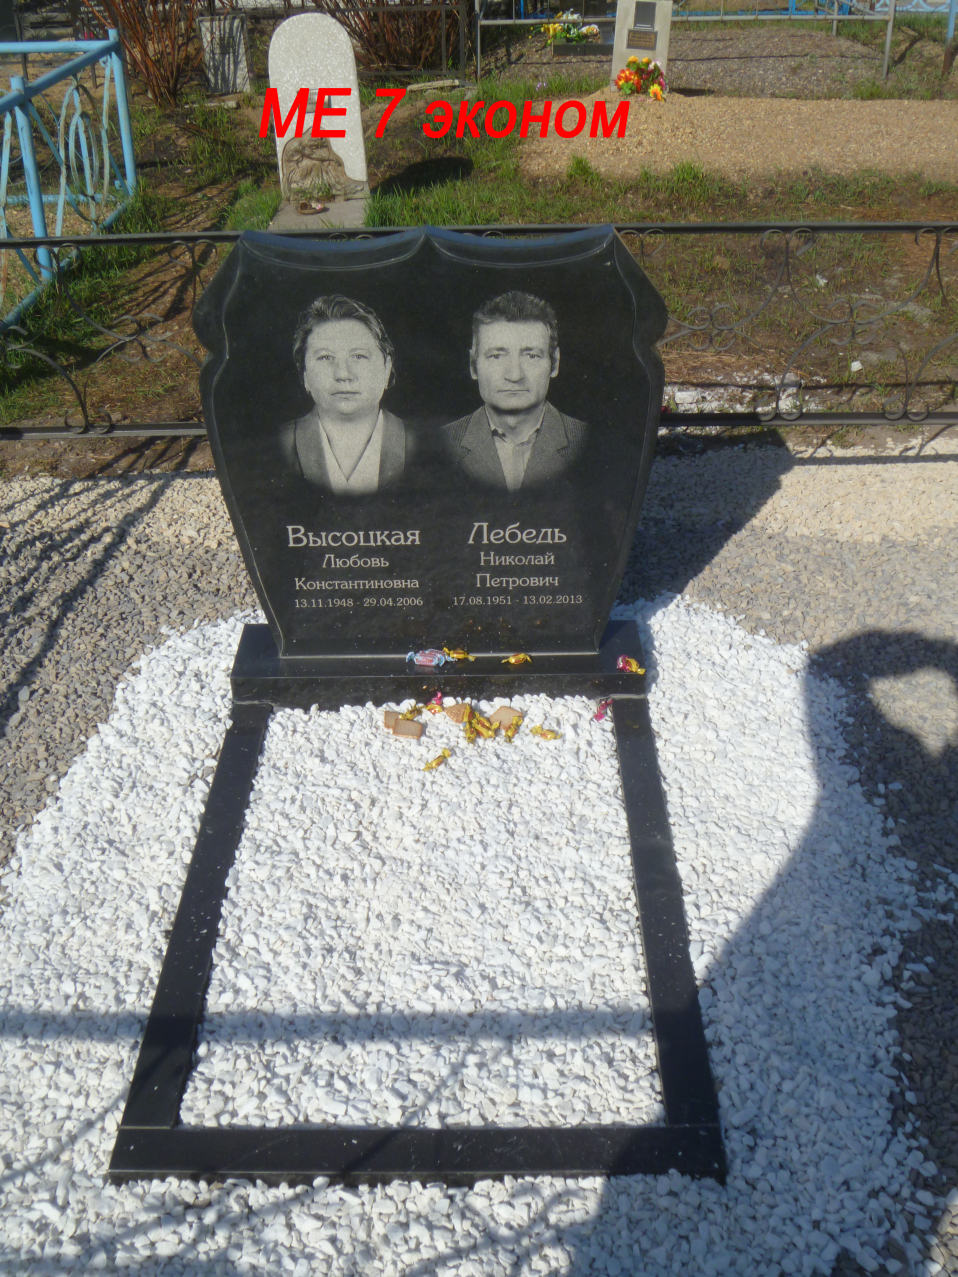 МЕ 7 эконом
Высоцкая
Любовь
Константиновна
13.11.1948 - 29.04.2006
Лебедь
Николай
Петрович
17.08.1951 - 13.02.2013